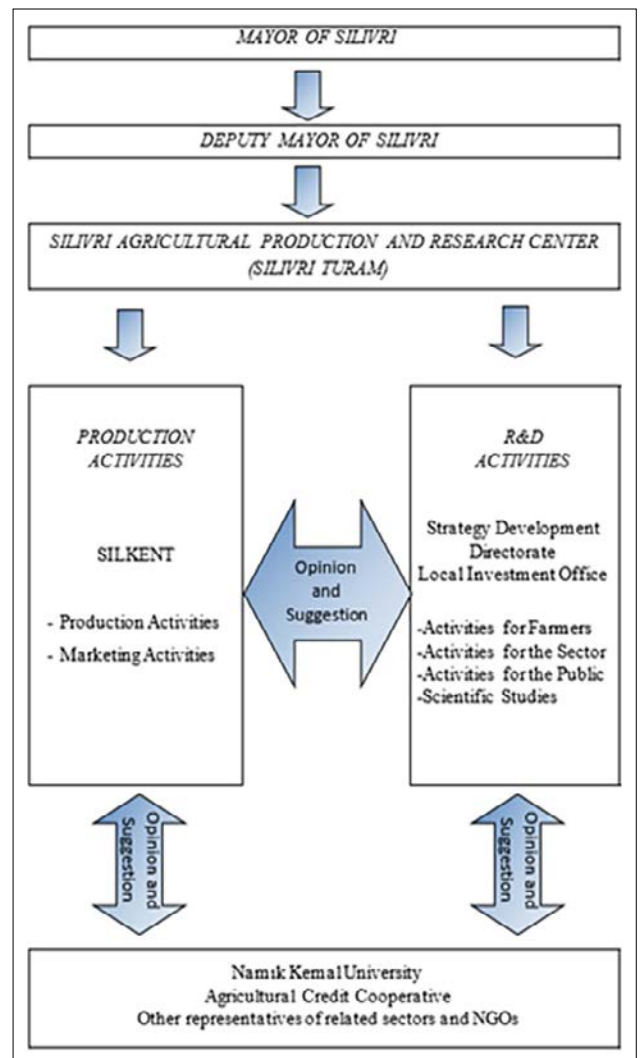 MAYOR OF SILIVRI
DEPUTY MAYOR OF SILIVRI
SILIVRI AGRICULTURAL PRODUCTION AND RESEARCH CENTER
(SILIVRI TURAM)
PRODUCTION
ACTIVITIES
SILKENT
- Production Activities
- Marketing Activities
Opinion
and
Suggestion
R&D
ACTIVITIES
Strategy Development
Directorate
Local Investment Office
-Activities for Farmers
-Activities for the Sector
-Activities for the Public
-Scientific Studies
Opinion and
Suggestion
Opinion and
Suggestion
Namık Kemal University
Agricultural Credit Cooperative
Other representatives of related sectors and NGOs